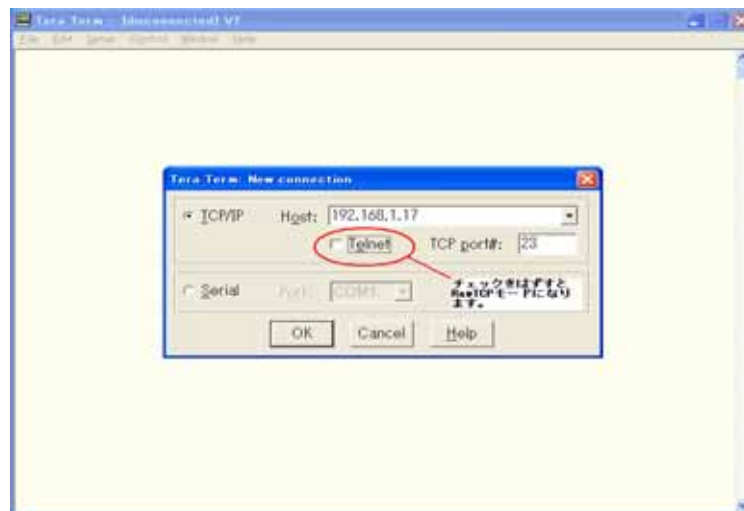 Tera Term - [disconnected] VT
File Edit Setup Control Window Help
Tera Term: New connection
TCP/IP Host: 192.168.1.17
Telnet TCP port#: 23
Serial Port: COM1
チェックをはずすと
RawTCPモードになり
ます。
OK Cancel Help